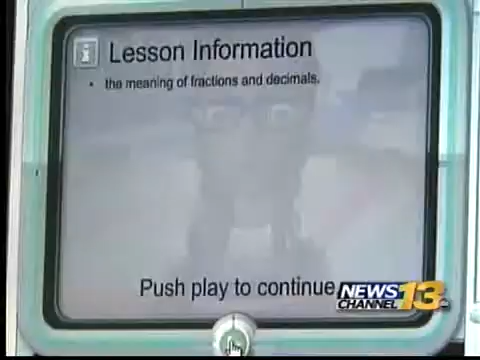 Lesson Information
• the meaning of fractions and decimals.
Push play to continue
NEWS 13
CHANNEL